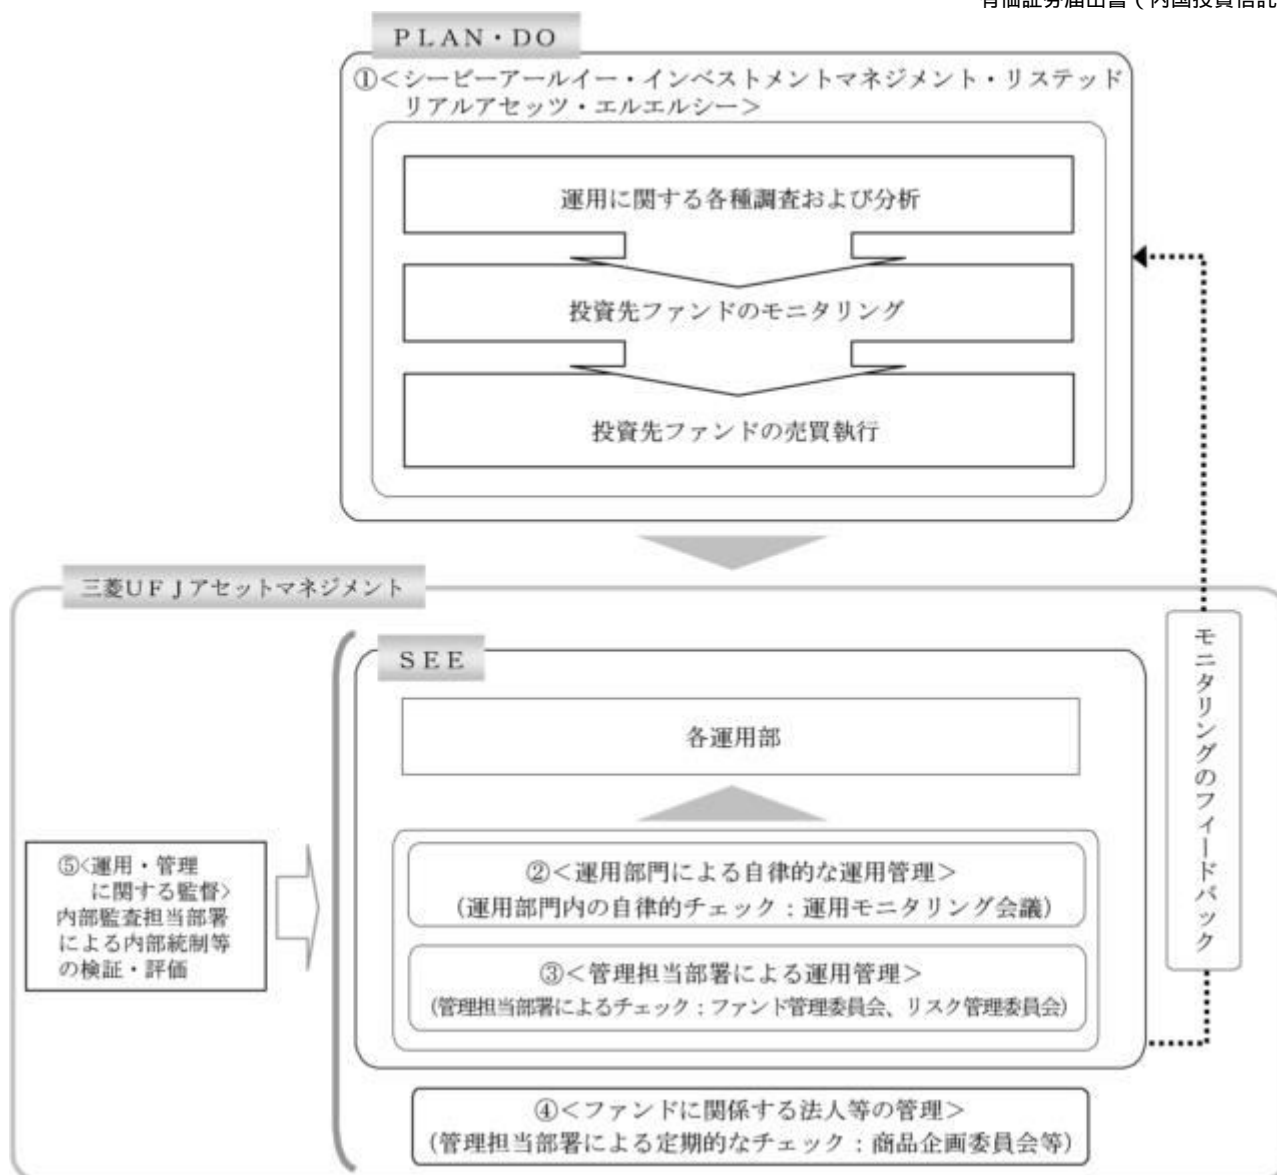 有価証券届出書（内国投資信託
ＰＬＡＮ・ＤＯ
①＜シービーアールイー・インベストメントマネジメント・リステッド
リアルアセッツ・エルエルシー＞
運用に関する各種調査および分析
投資先ファンドのモニタリング
投資先ファンドの売買執行
三菱ＵＦＪアセットマネジメント
ＳＥＥ
各運用部
②＜運用部門による自律的な運用管理＞
（運用部門内の自律的チェック：運用モニタリング会議）
③＜管理担当部署による運用管理＞
（管理担当部署によるチェック：ファンド管理委員会、リスク管理委員会）
④＜ファンドに関係する法人等の管理＞
（管理担当部署による定期的なチェック：商品企画委員会等）
⑤＜運用・管理
に関する監督＞
内部監査担当部署
による内部統制等
の検証・評価
モニタリングのフィードバック